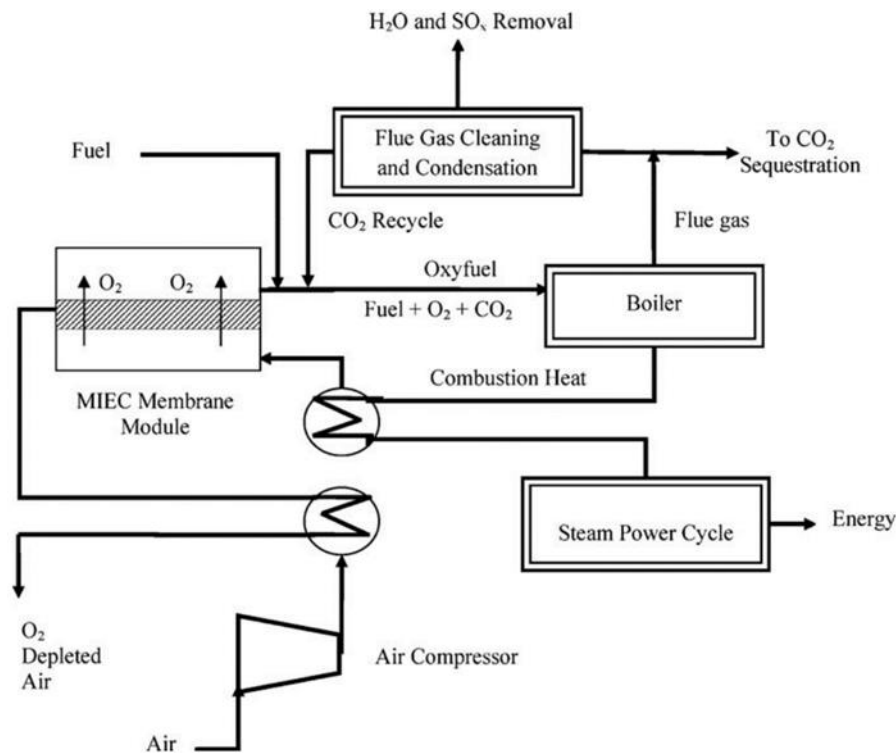 H₂O and SOₓ Removal
Flue Gas Cleaning
and Condensation
To CO₂
Sequestration
Fuel
CO₂ Recycle
Flue gas
O₂
O₂
Oxyfuel
Fuel + O₂ + CO₂
Boiler
MIEC Membrane
Module
Combustion Heat
Steam Power Cycle
Energy
O₂
Depleted
Air
Air Compressor
Air